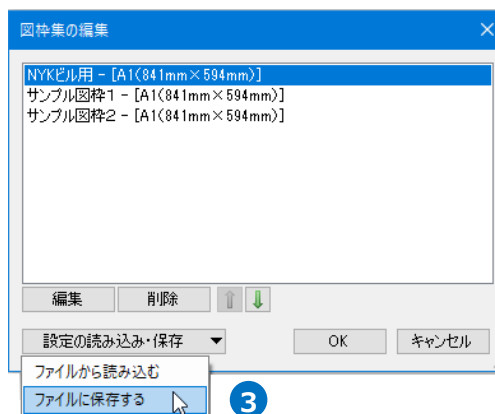 図枠集の編集
NYKビル用 - [A1(841mm×594mm)]
サンプル図枠1 - [A1(841mm×594mm)]
サンプル図枠2 - [A1(841mm×594mm)]
編集 削除
設定の読み込み・保存 OK キャンセル
ファイルから読み込む
ファイルに保存する 3